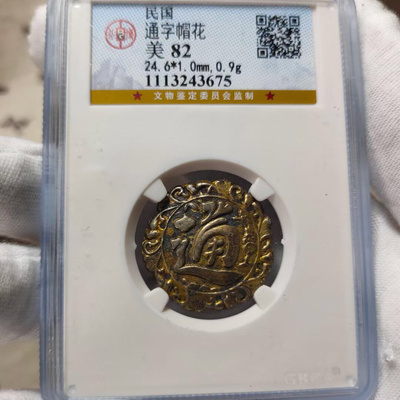 民国
通字帽花
美 82
24.6*1.0mm,0.9g
1113243675
★ 文物鉴定委员会监制 ★
通